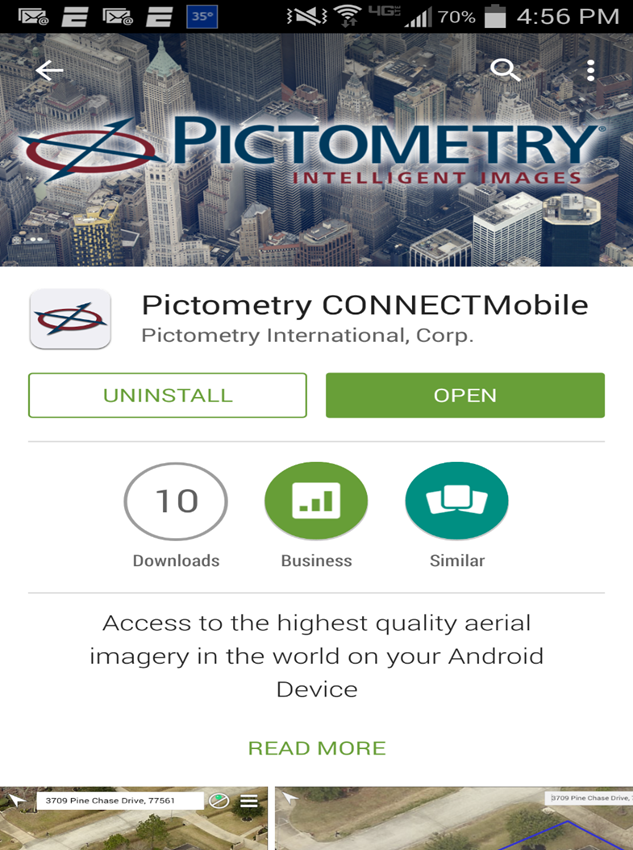 35° 4G LTE 70% 4:56 PM
PICTOMETRY®
INTELLIGENT IMAGES
Pictometry CONNECTMobile
Pictometry International, Corp.
UNINSTALL OPEN
10
Downloads Business Similar
Access to the highest quality aerial
imagery in the world on your Android
Device
READ MORE
3709 Pine Chase Drive, 77561
3709 Pine Chase Drive,